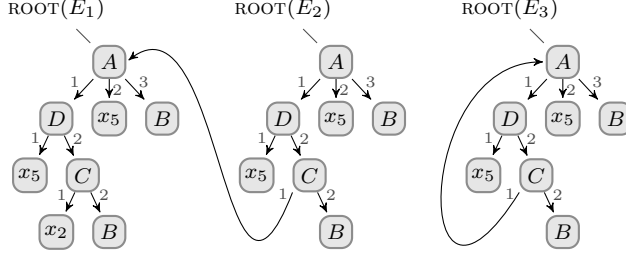 ROOT(E₁) ROOT(E₂) ROOT(E₃)
A A A
1 2 3 1 2 3 1 2 3
D x₅ B D x₅ B D x₅ B
1 2 1 2 1 2
x₅ C x₅ C x₅ C
1 2 1 2 1 2
x₂ B B B